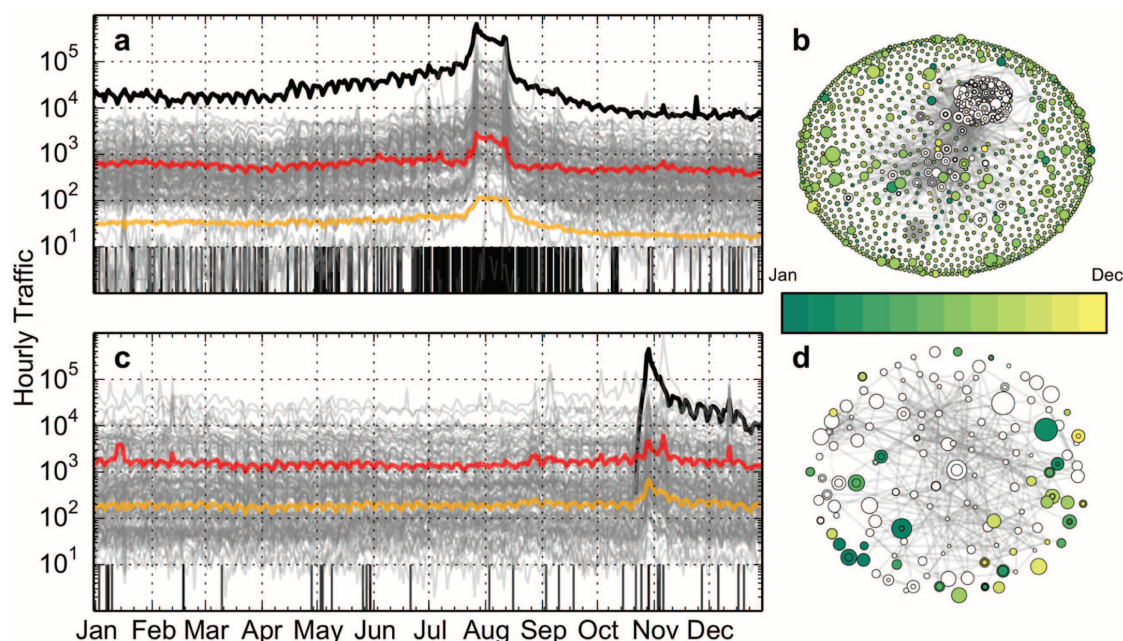 a
10^5
10^4
10^3
10^2
10^1
b
Jan
Dec
Hourly Traffic
c
10^5
10^4
10^3
10^2
10^1
d
Jan Feb Mar Apr May Jun Jul Aug Sep Oct Nov Dec